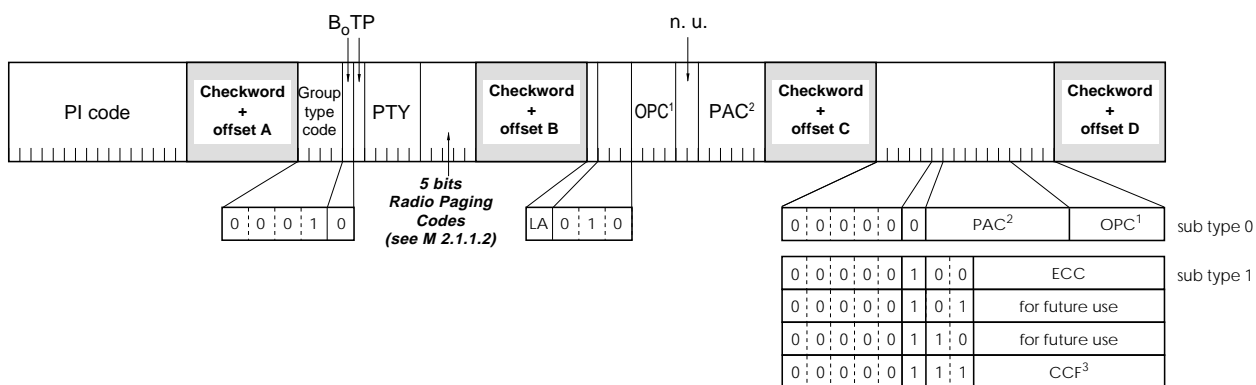 BₒTP
n. u.
PI code
Checkword
+
offset A
Group
type
code
PTY
Checkword
+
offset B
OPC¹
PAC²
Checkword
+
offset C
Checkword
+
offset D
5 bits
Radio Paging
Codes
(see M 2.1.1.2)
0 0 0 1 0
LA 0 1 0
0 0 0 0 0 0 PAC² OPC¹ sub type 0
0 0 0 0 0 1 0 0 ECC sub type 1
0 0 0 0 0 1 0 1 for future use
0 0 0 0 0 1 1 0 for future use
0 0 0 0 0 1 1 1 CCF³